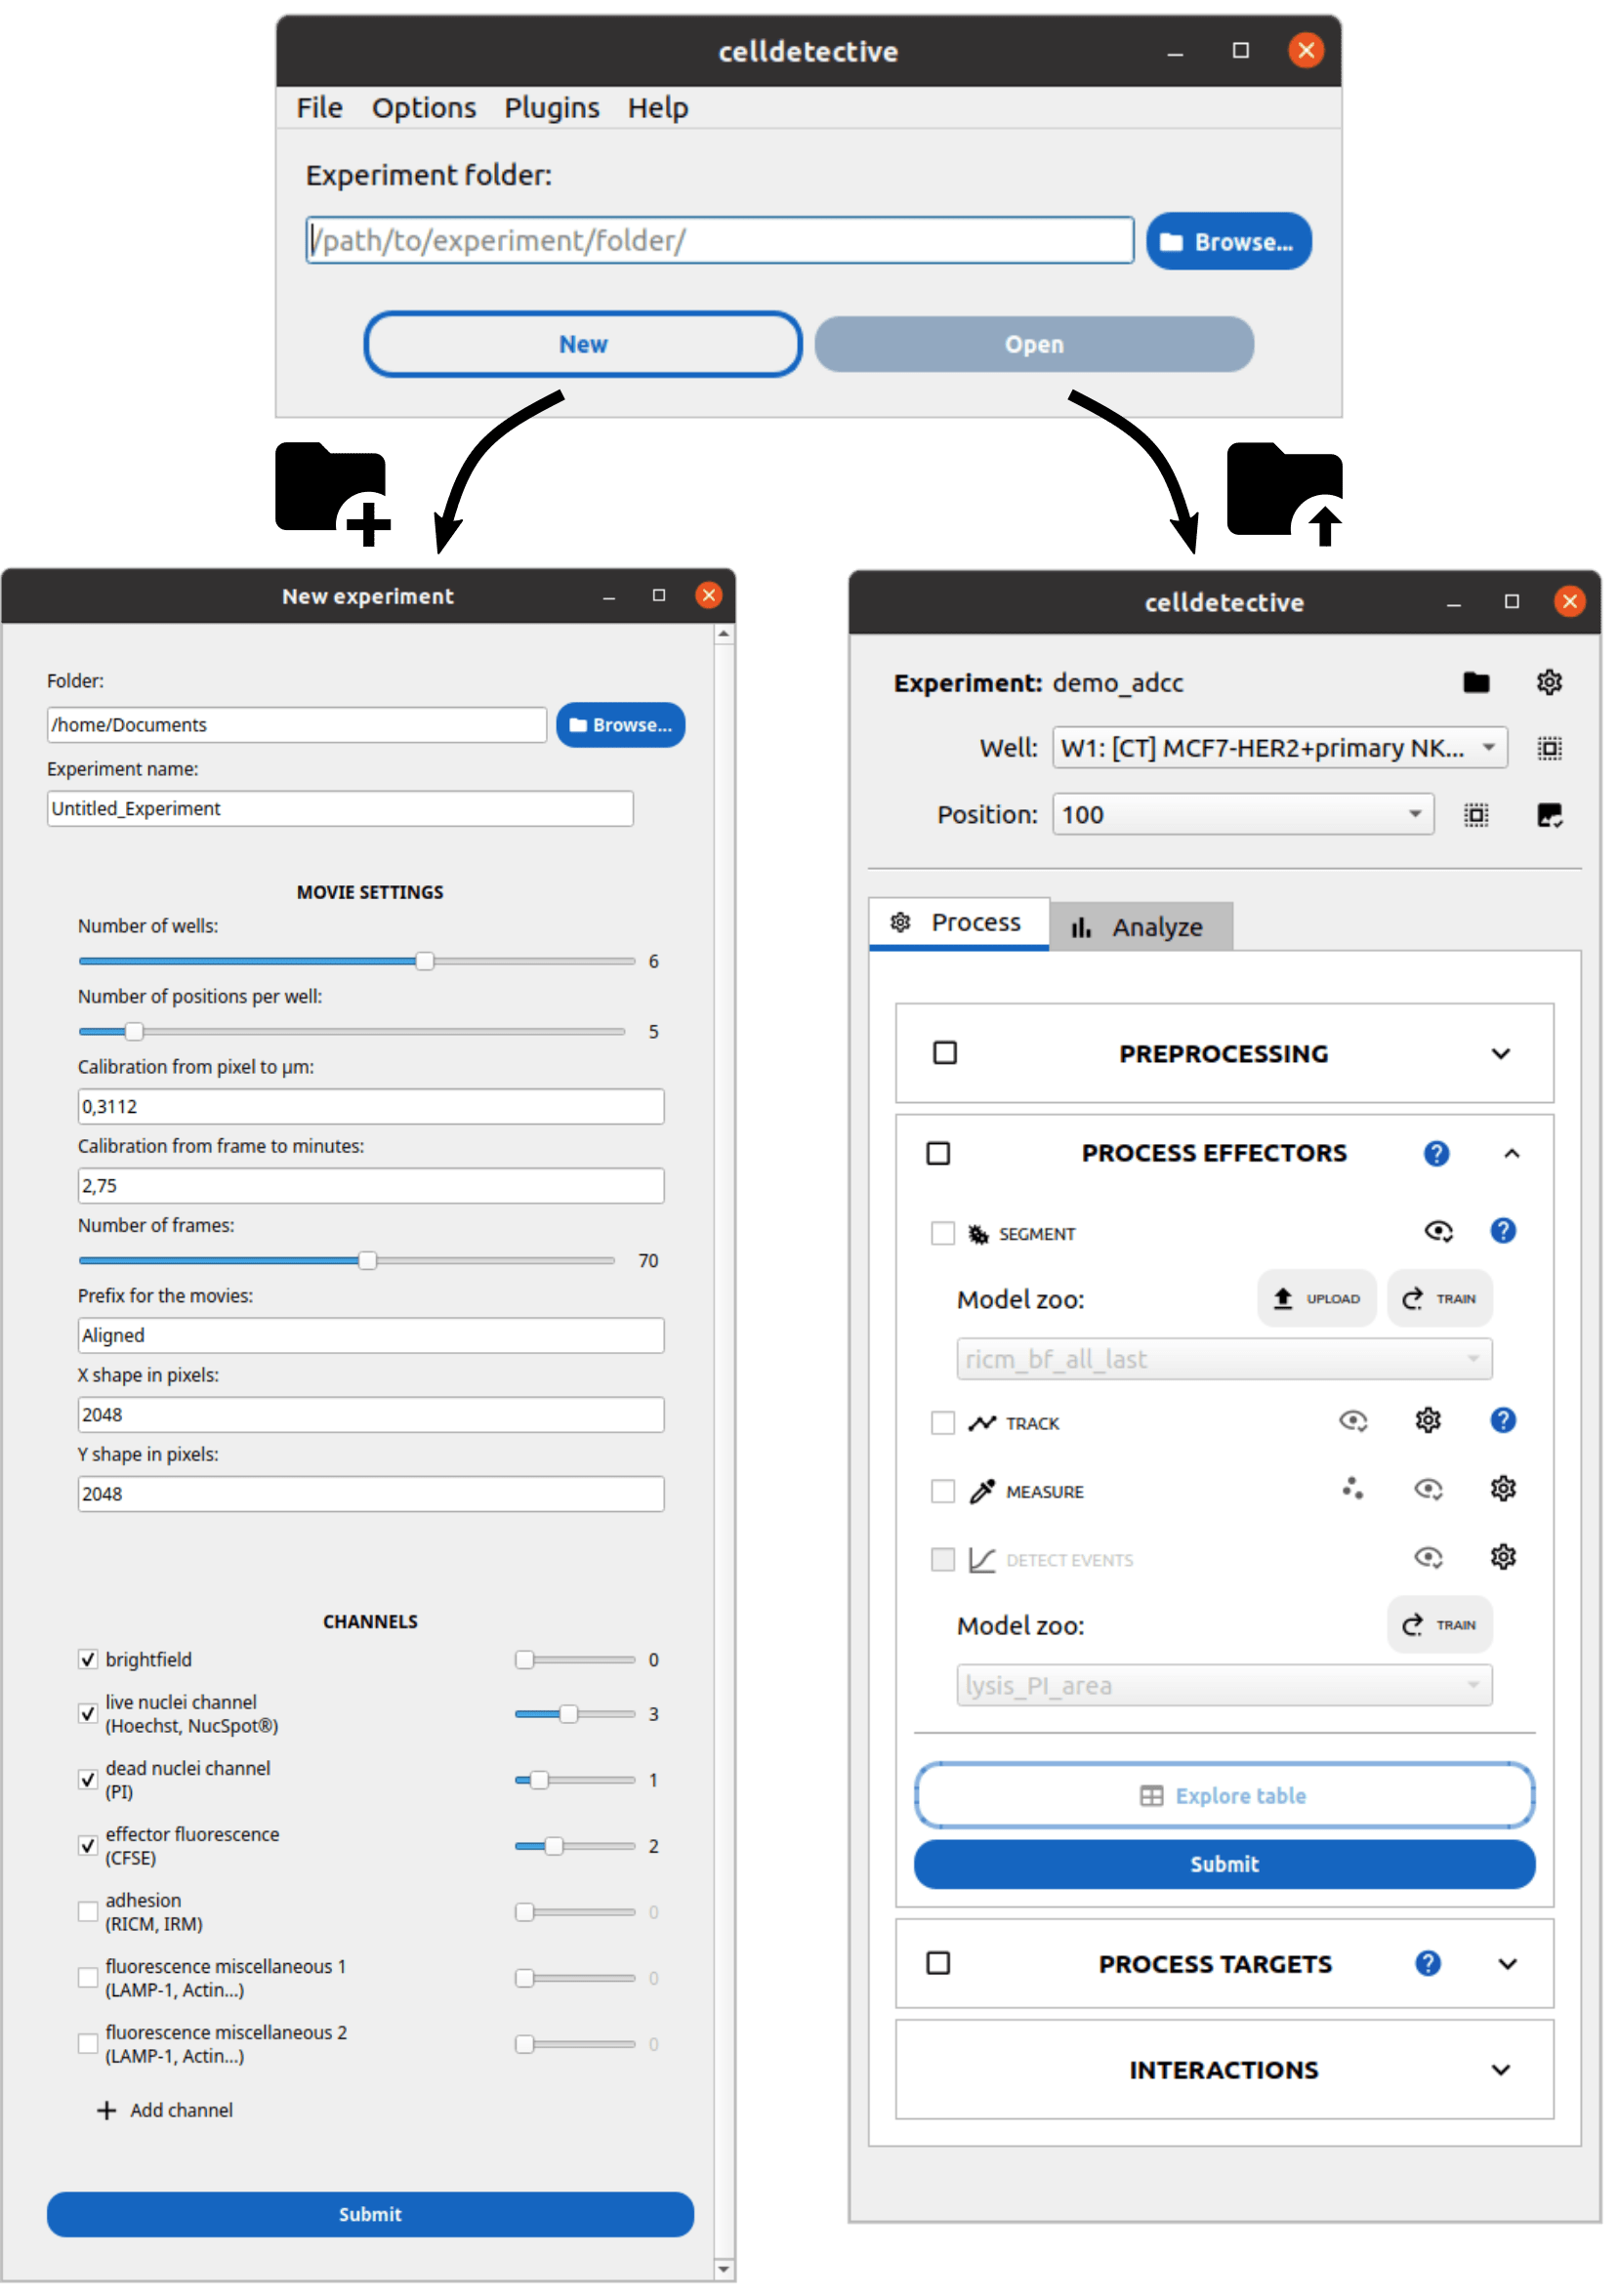 celldetective
File Options Plugins Help
Experiment folder:
/path/to/experiment/folder/
Browse...
New
Open
New experiment
Folder:
/home/Documents
Browse...
Experiment name:
Untitled_Experiment
MOVIE SETTINGS
Number of wells:
6
Number of positions per well:
5
Calibration from pixel to µm:
0,3112
Calibration from frame to minutes:
2,75
Number of frames:
70
Prefix for the movies:
Aligned
X shape in pixels:
2048
Y shape in pixels:
2048
CHANNELS
brightfield
0
live nuclei channel
(Hoechst, NucSpot®)
3
dead nuclei channel
(PI)
1
effector fluorescence
(CFSE)
2
adhesion
(RICM, IRM)
0
fluorescence miscellaneous 1
(LAMP-1, Actin...)
0
fluorescence miscellaneous 2
(LAMP-1, Actin...)
0
+ Add channel
Submit
celldetective
Experiment: demo_adcc
Well: W1: [CT] MCF7-HER2+primary NK...
Position: 100
Process
Analyze
PREPROCESSING
PROCESS EFFECTORS ?
SEGMENT ?
Model zoo: UPLOAD TRAIN
ricm_bf_all_last
TRACK ?
MEASURE
DETECT EVENTS
Model zoo: TRAIN
lysis_PI_area
Explore table
Submit
PROCESS TARGETS ?
INTERACTIONS